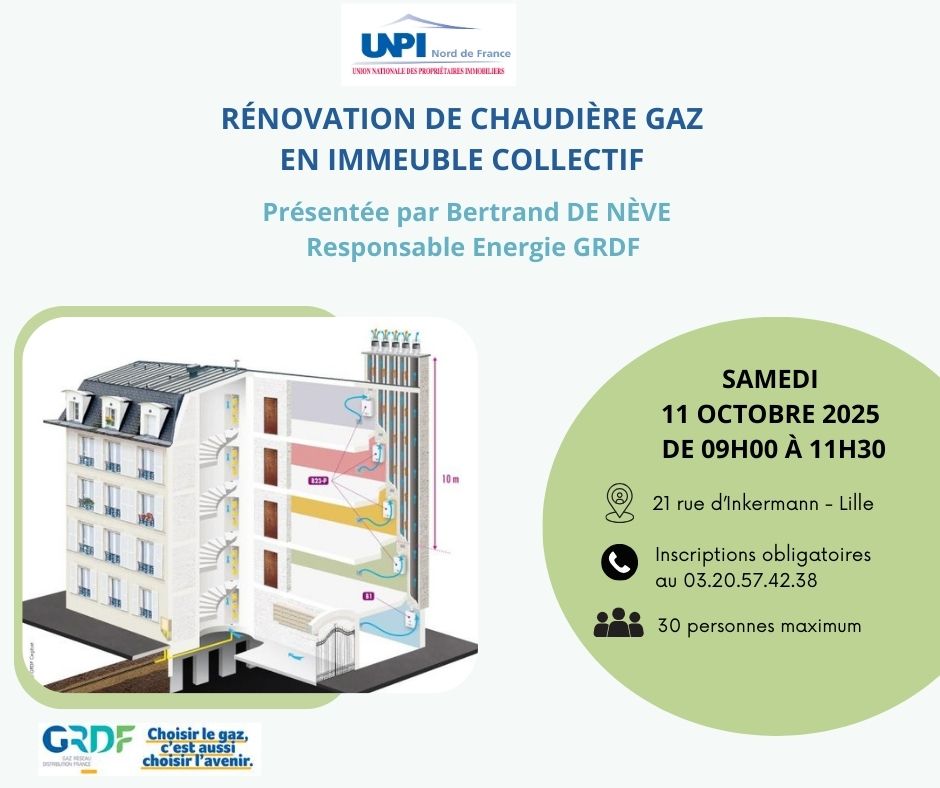 UNPI Nord de France
UNION NATIONALE DES PROPRIÉTAIRES IMMOBILIERS
RÉNOVATION DE CHAUDIÈRE GAZ
EN IMMEUBLE COLLECTIF
Présentée par Bertrand DE NÈVE
Responsable Energie GRDF
B23-P
10 m
B1
GRDF Cegibat
SAMEDI
11 OCTOBRE 2025
DE 09H00 À 11H30
21 rue d'Inkermann - Lille
Inscriptions obligatoires
au 03.20.57.42.38
30 personnes maximum
GRDF
GAZ RÉSEAU
DISTRIBUTION FRANCE
Choisir le gaz,
c'est aussi
choisir l'avenir.